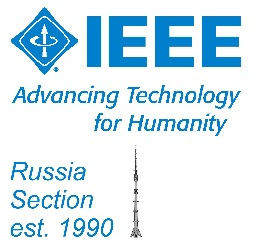 IEEE
Advancing Technology
for Humanity
Russia
Section
est. 1990